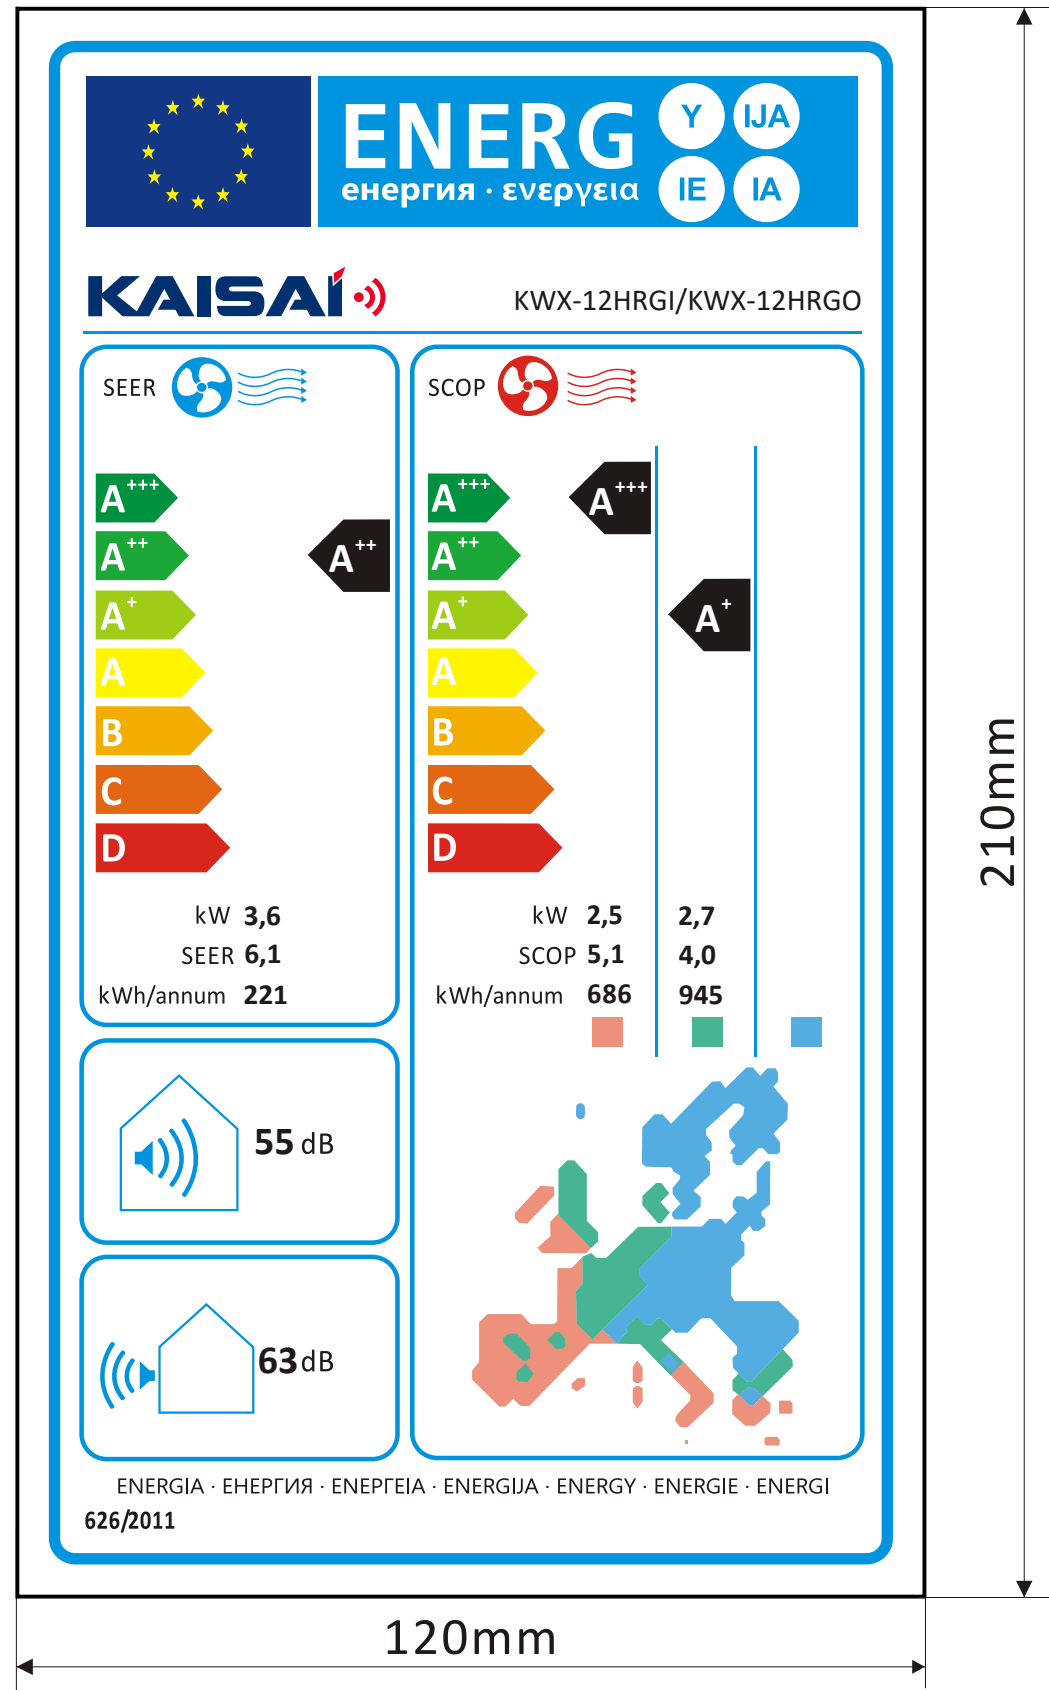 ENERG Y IJA
енергия · ενεργεια IE IA
KAISAI KWX-12HRGI/KWX-12HRGO
SEER
A+++
A++
A+
A
B
C
D
A++
kW 3,6
SEER 6,1
kWh/annum 221
SCOP
A+++
A++
A+
A
B
C
D
A+++
A+
kW 2,5 2,7
SCOP 5,1 4,0
kWh/annum 686 945
55 dB
63 dB
ENERGIA · ЕНЕРГИЯ · ΕΝΕΡΓΕΙΑ · ENERGIJA · ENERGY · ENERGIE · ENERGI
626/2011
210mm
120mm